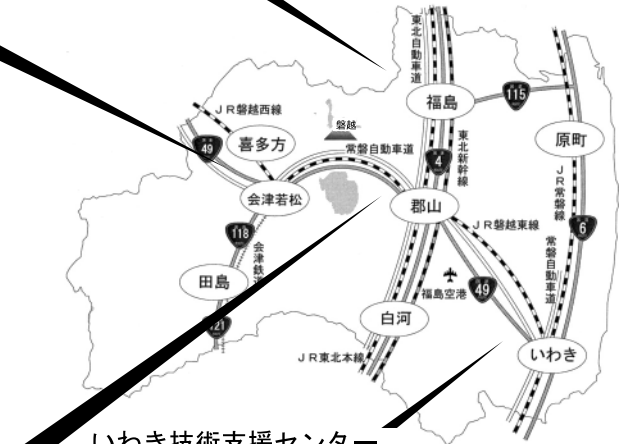 東北自動車道
福島
115
JR磐越西線
磐越
喜多方
49
常磐自動車道
4
東北新幹線
原町
会津若松
郡山
JR磐越東線
JR常磐線
6
118
会津鉄道
常磐自動車道
田島
福島空港
49
121
白河
JR東北本線
いわき
いわき技術支援センター